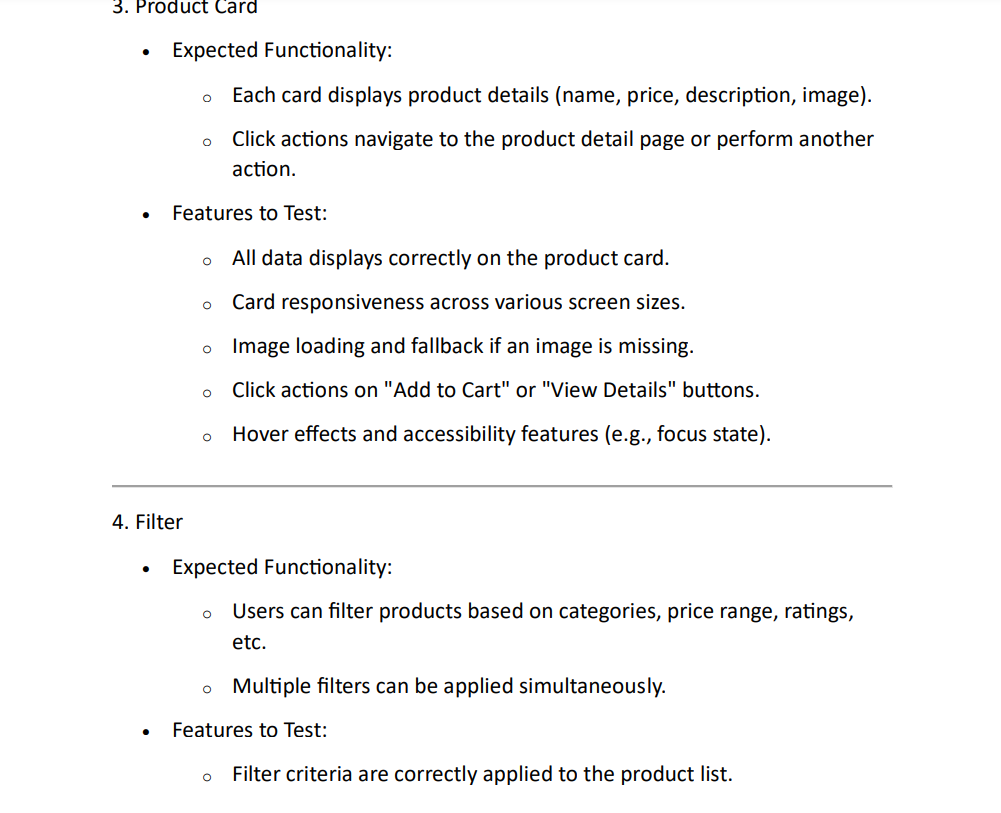 3. Product Card
• Expected Functionality:
o Each card displays product details (name, price, description, image).
o Click actions navigate to the product detail page or perform another
action.
• Features to Test:
o All data displays correctly on the product card.
o Card responsiveness across various screen sizes.
o Image loading and fallback if an image is missing.
o Click actions on "Add to Cart" or "View Details" buttons.
o Hover effects and accessibility features (e.g., focus state).
4. Filter
• Expected Functionality:
o Users can filter products based on categories, price range, ratings,
etc.
o Multiple filters can be applied simultaneously.
• Features to Test:
o Filter criteria are correctly applied to the product list.